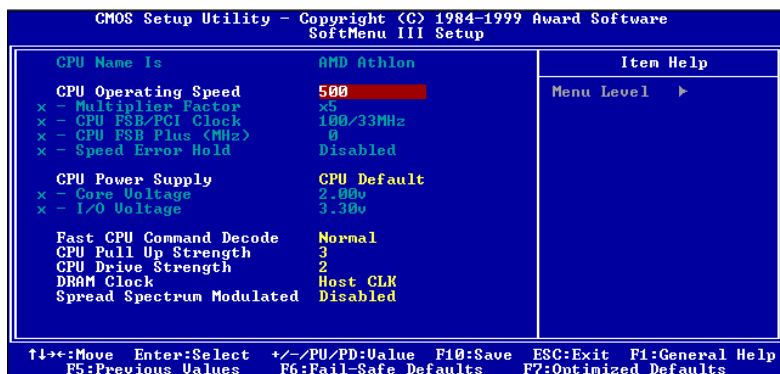 CMOS Setup Utility – Copyright (C) 1984-1999 Award Software
SoftMenu III Setup
CPU Name Is AMD Athlon
CPU Operating Speed 500
x - Multiplier Factor x5
x - CPU FSB/PCI Clock 100/33MHz
x - CPU FSB Plus (MHz) 0
x - Speed Error Hold Disabled
CPU Power Supply CPU Default
x - Core Voltage 2.00v
x - I/O Voltage 3.30v
Fast CPU Command Decode Normal
CPU Pull Up Strength 3
CPU Drive Strength 2
DRAM Clock Host CLK
Spread Spectrum Modulated Disabled
Item Help
Menu Level ►
↑↓→←:Move Enter:Select +/-/PU/PD:Value F10:Save ESC:Exit F1:General Help
F5:Previous Values F6:Fail-Safe Defaults F7:Optimized Defaults